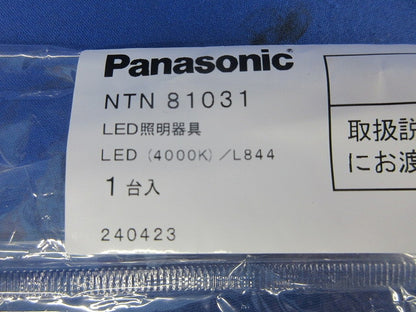 Panasonic
NTN 81031
LED照明器具
LED (4000K)/L844
1台入
240423
取扱説
にお渡